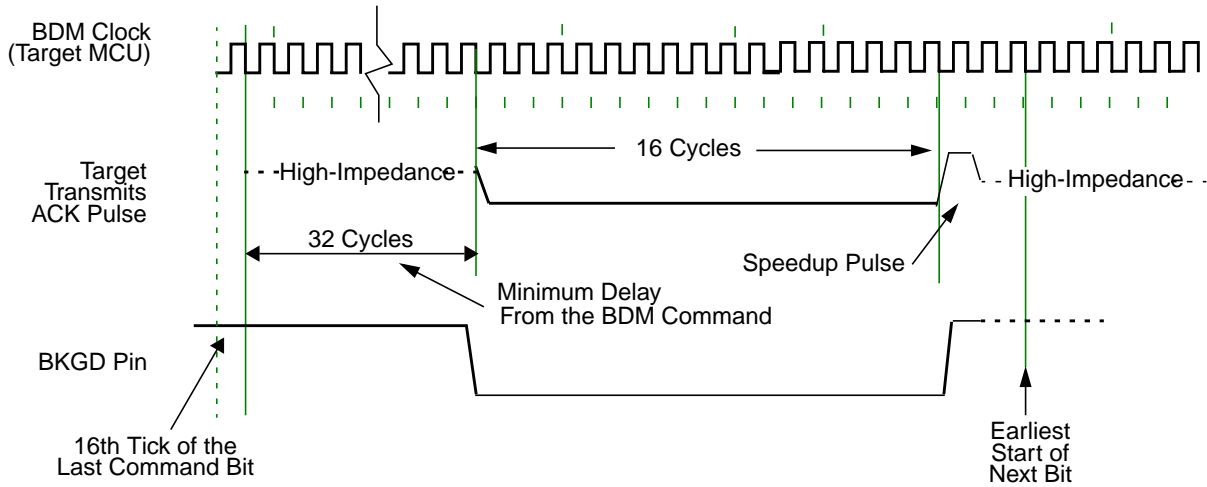 BDM Clock
(Target MCU)
16 Cycles
Target
Transmits
ACK Pulse
High-Impedance
High-Impedance
32 Cycles
Speedup Pulse
Minimum Delay
From the BDM Command
BKGD Pin
16th Tick of the
Last Command Bit
Earliest
Start of
Next Bit